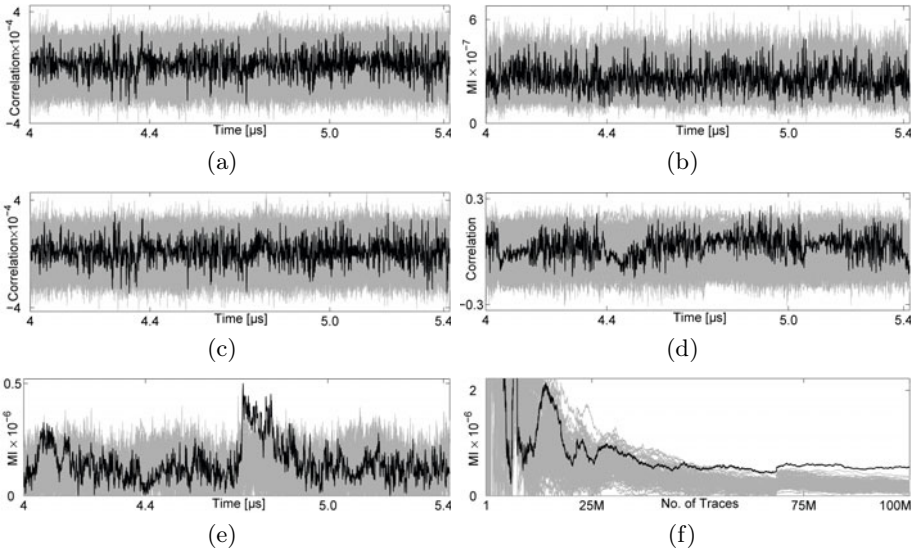 4
Correlation×10⁻⁴
−4
4
4.4
Time [µs]
5.0
5.4
(a)
6
MI × 10⁻⁷
0
4
4.4
Time [µs]
5.0
5.4
(b)
4
Correlation×10⁻⁴
−4
4
4.4
Time [µs]
5.0
5.4
(c)
0.3
Correlation
−0.3
4
4.4
Time [µs]
5.0
5.4
(d)
0.5
MI × 10⁻⁶
0
4
4.4
Time [µs]
5.0
5.4
(e)
2
MI × 10⁻⁶
0
1
25M
No. of Traces
75M
100M
(f)